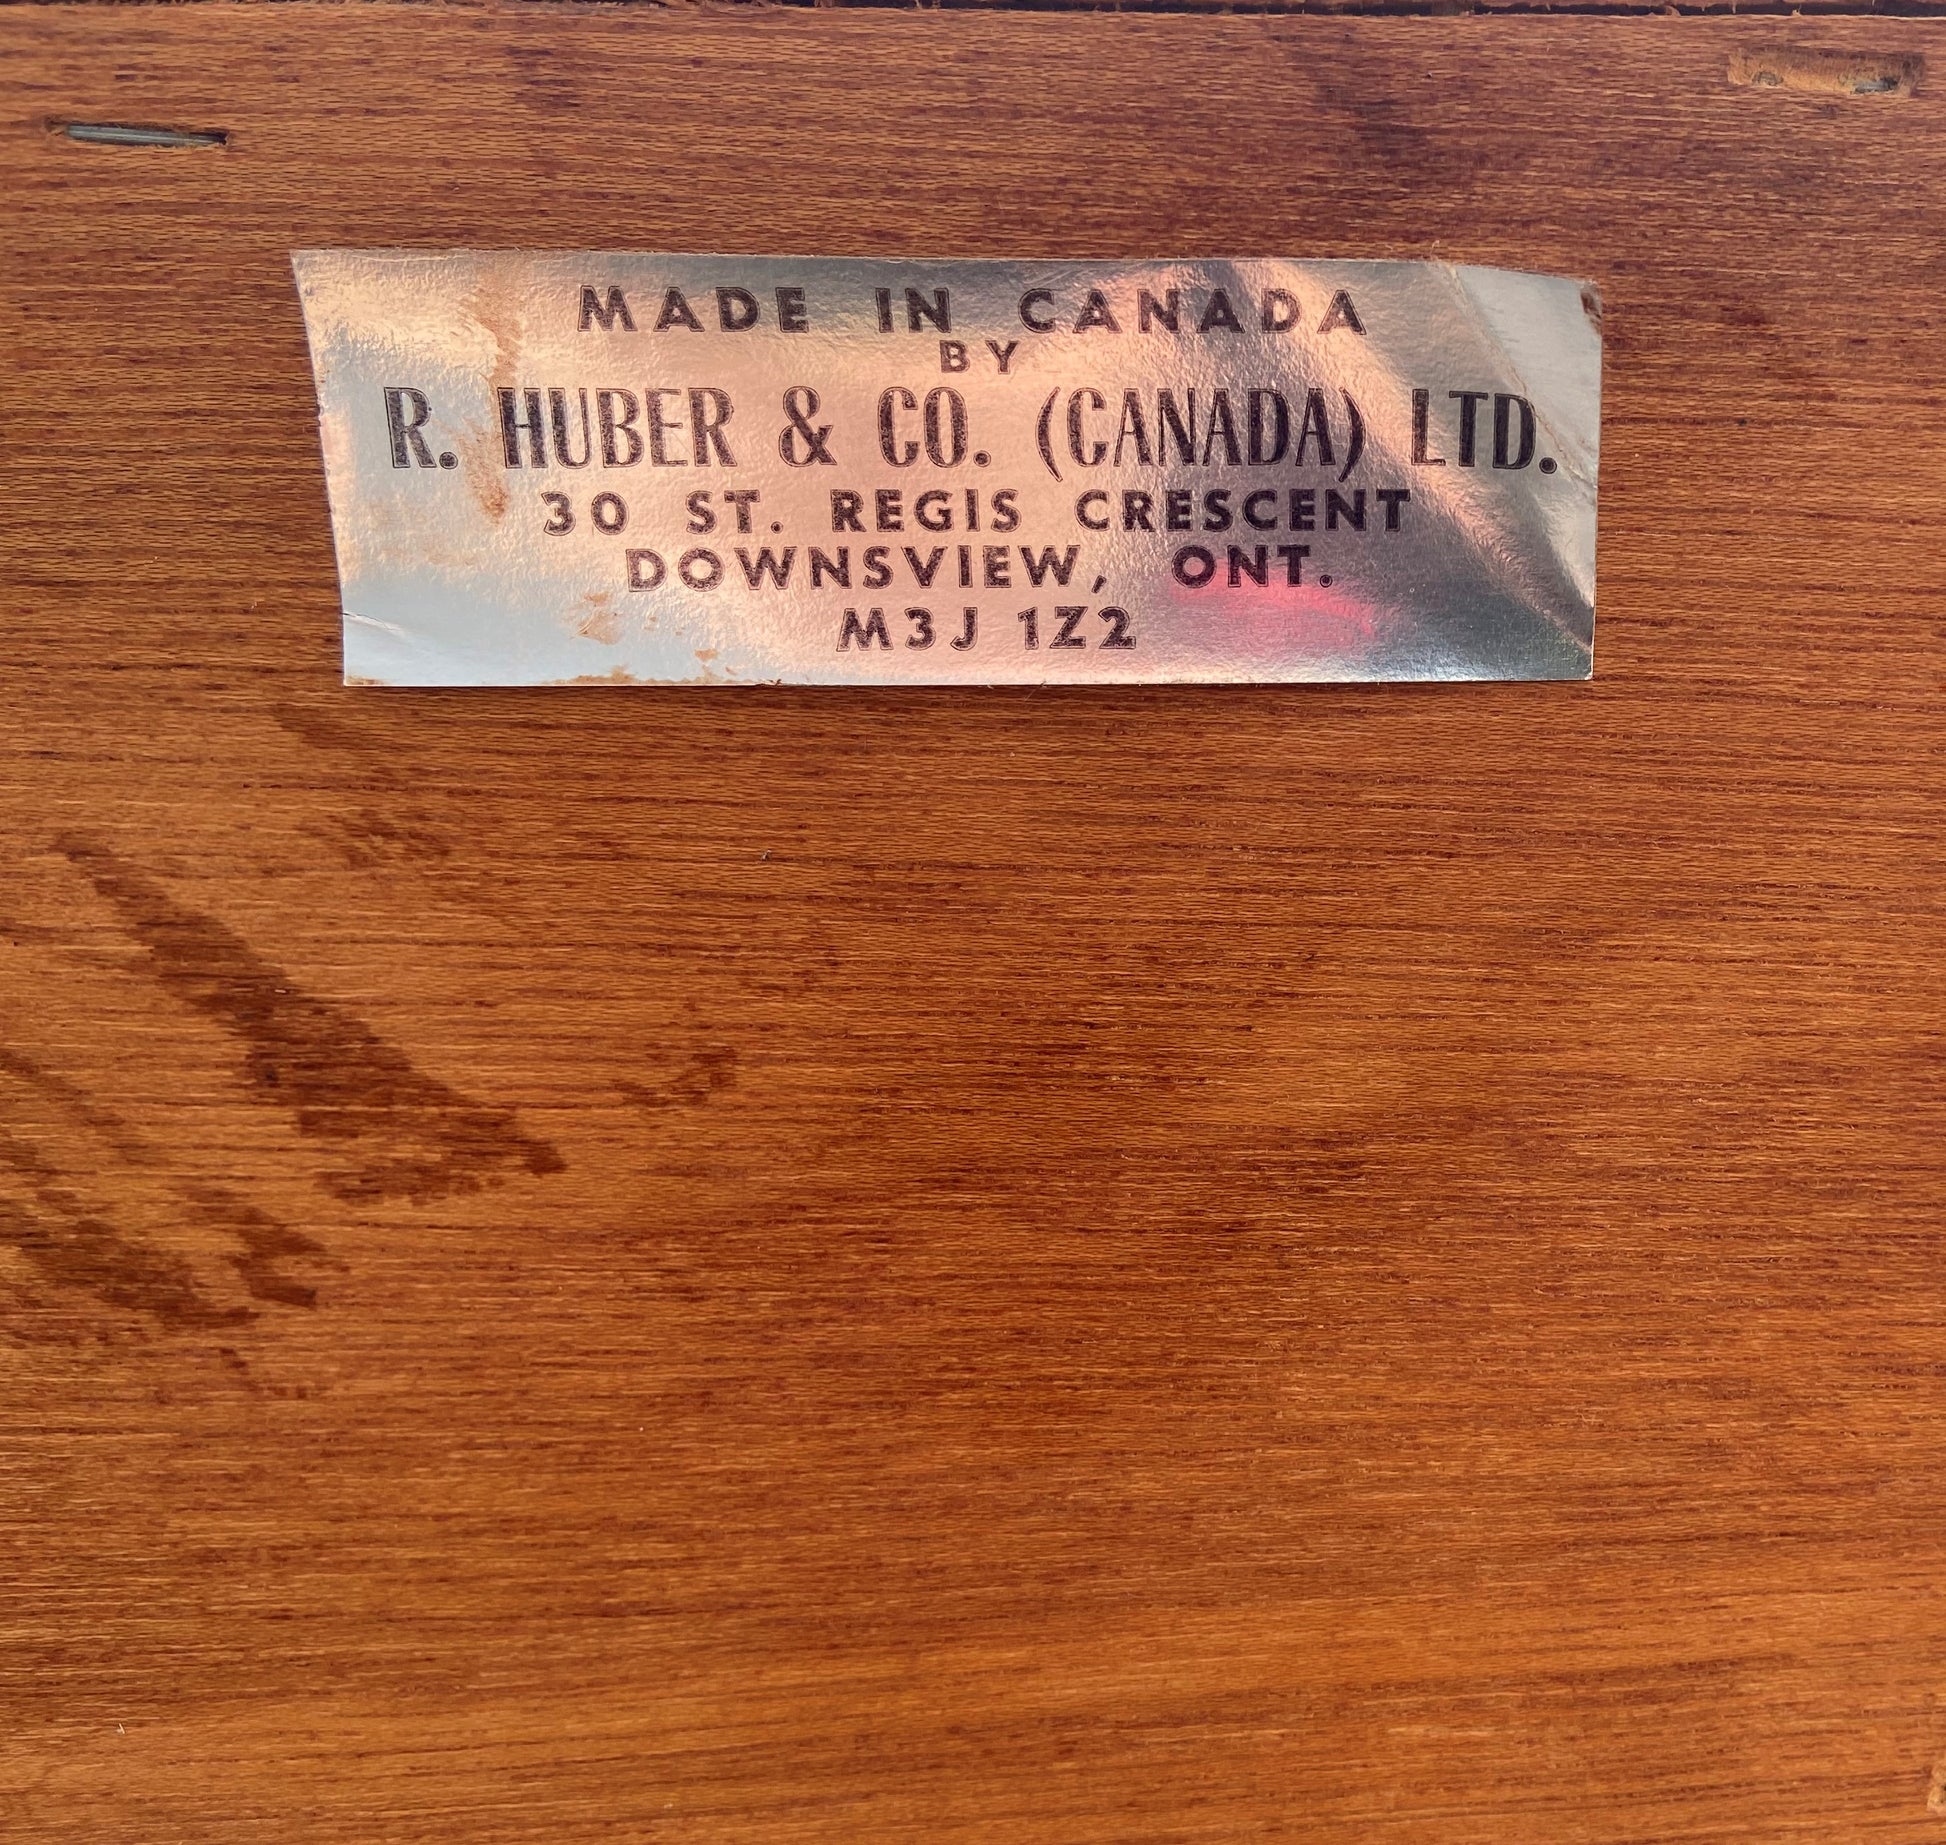 MADE IN CANADA
BY
R. HUBER & CO. (CANADA) LTD.
30 ST. REGIS CRESCENT
DOWNSVIEW, ONT.
M3J 1Z2